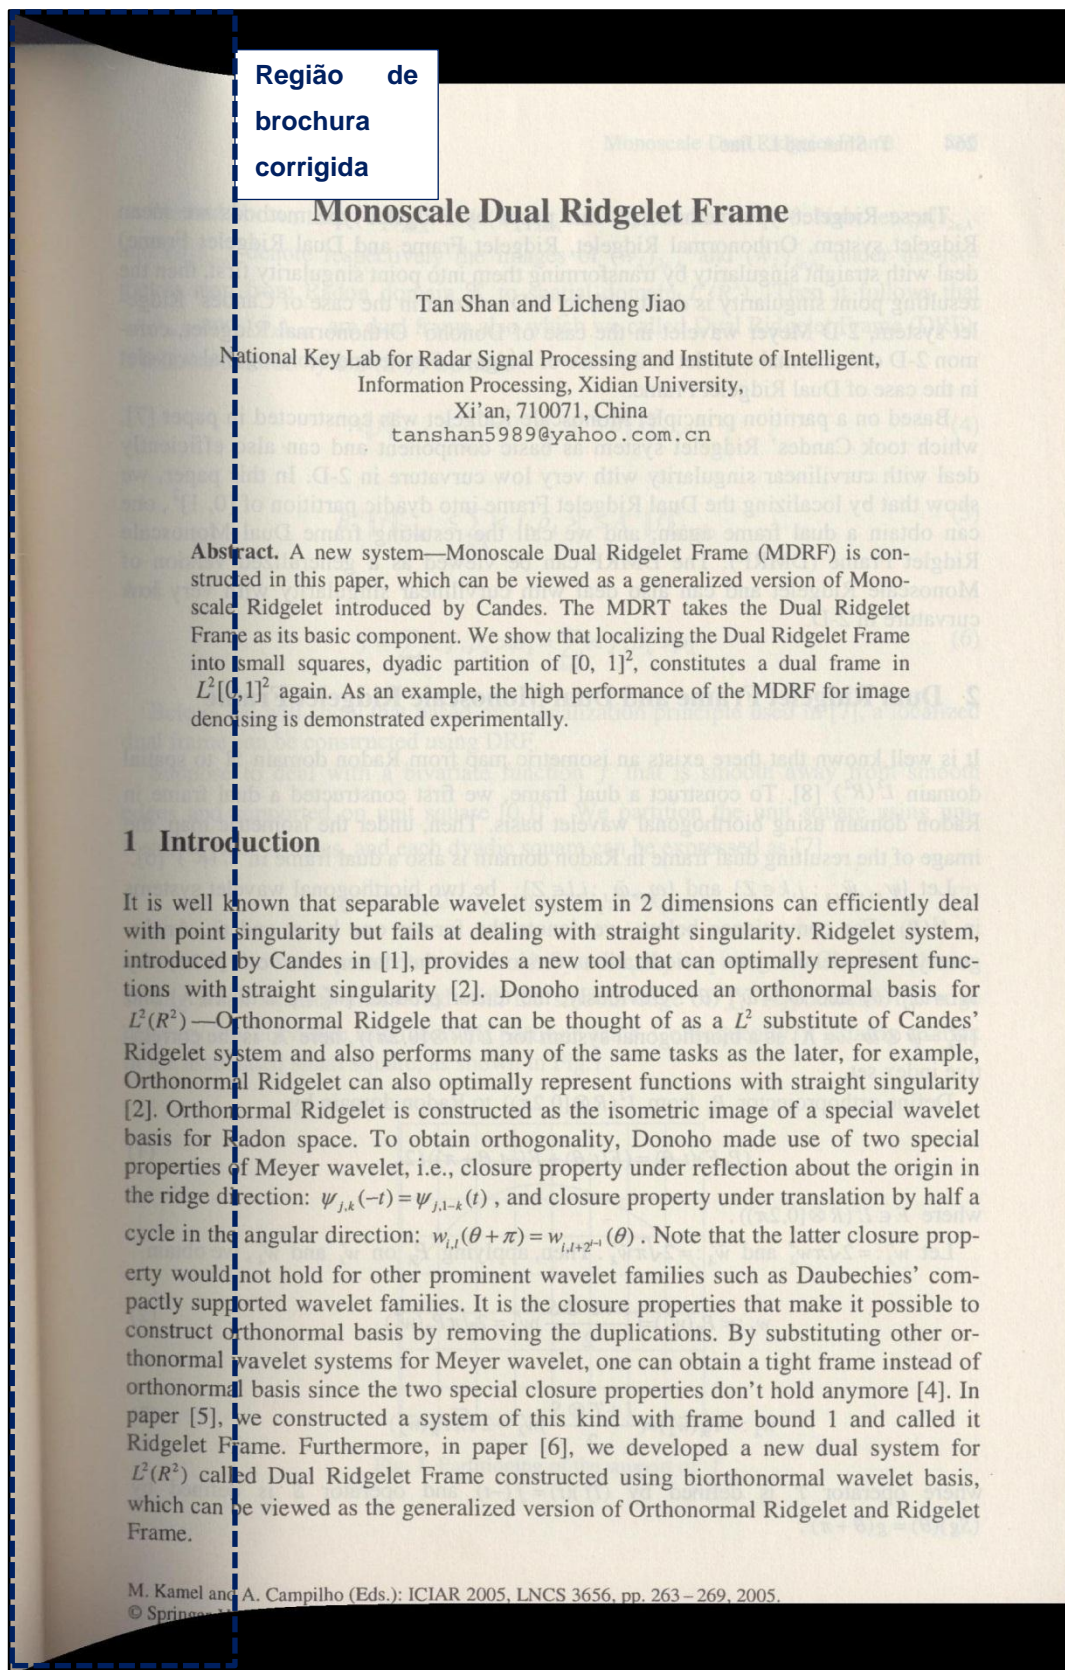 Região de
brochura
corrigida
Monoscale Dual Ridgelet Frame
Tan Shan and Licheng Jiao
National Key Lab for Radar Signal Processing and Institute of Intelligent,
Information Processing, Xidian University,
Xi'an, 710071, China
tanshan5989@yahoo.com.cn
Abstract. A new system—Monoscale Dual Ridgelet Frame (MDRF) is con-
structed in this paper, which can be viewed as a generalized version of Mono-
scale Ridgelet introduced by Candes. The MDRT takes the Dual Ridgelet
Frame as its basic component. We show that localizing the Dual Ridgelet Frame
into small squares, dyadic partition of [0, 1]², constitutes a dual frame in
L²[0,1]² again. As an example, the high performance of the MDRF for image
denoising is demonstrated experimentally.
1 Introduction
It is well known that separable wavelet system in 2 dimensions can efficiently deal
with point singularity but fails at dealing with straight singularity. Ridgelet system,
introduced by Candes in [1], provides a new tool that can optimally represent func-
tions with straight singularity [2]. Donoho introduced an orthonormal basis for
L²(R²)—Orthonormal Ridgele that can be thought of as a L² substitute of Candes'
Ridgelet system and also performs many of the same tasks as the later, for example,
Orthonormal Ridgelet can also optimally represent functions with straight singularity
[2]. Orthonormal Ridgelet is constructed as the isometric image of a special wavelet
basis for Radon space. To obtain orthogonality, Donoho made use of two special
properties of Meyer wavelet, i.e., closure property under reflection about the origin in
the ridge direction: ψ_{j,k}(−t) = ψ_{j,1−k}(t), and closure property under translation by half a
cycle in the angular direction: w_{i,l}(θ + π) = w_{i,l+2^{i−1}}(θ). Note that the latter closure prop-
erty would not hold for other prominent wavelet families such as Daubechies' com-
pactly supported wavelet families. It is the closure properties that make it possible to
construct orthonormal basis by removing the duplications. By substituting other or-
thonormal wavelet systems for Meyer wavelet, one can obtain a tight frame instead of
orthonormal basis since the two special closure properties don't hold anymore [4]. In
paper [5], we constructed a system of this kind with frame bound 1 and called it
Ridgelet Frame. Furthermore, in paper [6], we developed a new dual system for
L²(R²) called Dual Ridgelet Frame constructed using biorthonormal wavelet basis,
which can be viewed as the generalized version of Orthonormal Ridgelet and Ridgelet
Frame.
M. Kamel and A. Campilho (Eds.): ICIAR 2005, LNCS 3656, pp. 263–269, 2005.
©